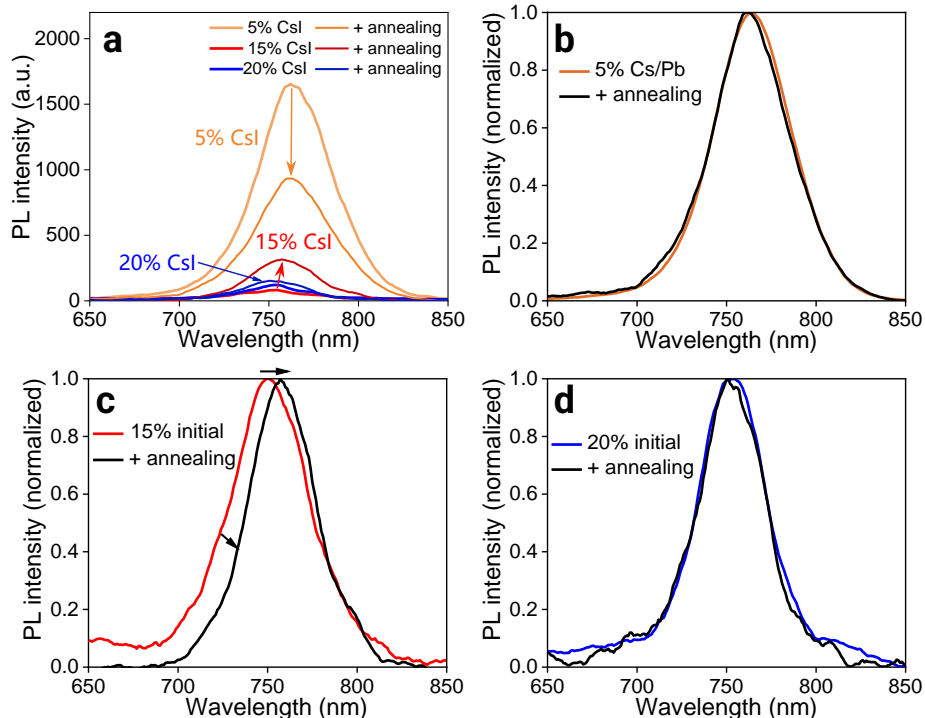 a
5% CsI + annealing
15% CsI + annealing
20% CsI + annealing
5% CsI
15% CsI
20% CsI
PL intensity (a.u.)
2000
1500
1000
500
0
650 700 750 800 850
Wavelength (nm)
b
5% Cs/Pb
+ annealing
PL intensity (normalized)
1.0
0.8
0.6
0.4
0.2
0.0
650 700 750 800 850
Wavelength (nm)
c
15% initial
+ annealing
PL intensity (normalized)
1.0
0.8
0.6
0.4
0.2
0.0
650 700 750 800 850
Wavelength (nm)
d
20% initial
+ annealing
PL intensity (normalized)
1.0
0.8
0.6
0.4
0.2
0.0
650 700 750 800 850
Wavelength (nm)